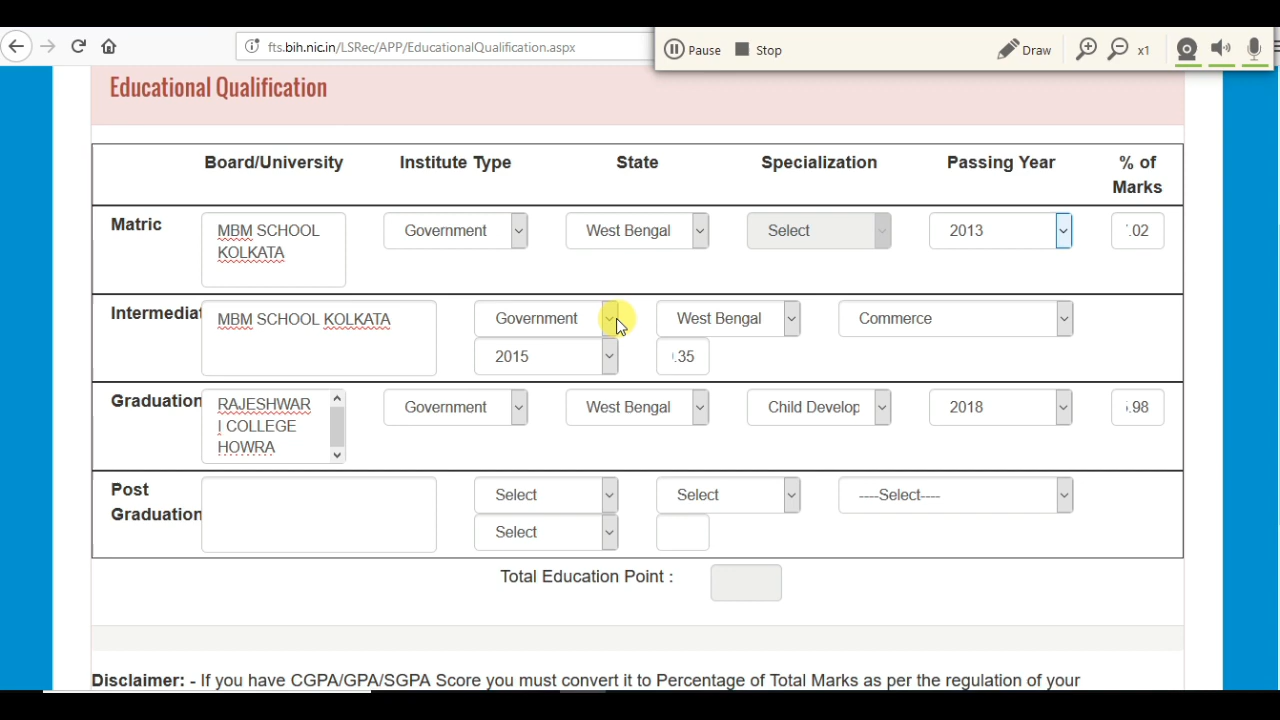 fts.bih.nic.in/LSRec/APP/EducationalQualification.aspx
Pause Stop Draw x1
Educational Qualification
Board/University Institute Type State Specialization Passing Year % of
Marks
Matric MBM SCHOOL Government West Bengal Select 2013 .02
KOLKATA
Intermediat MBM SCHOOL KOLKATA Government West Bengal Commerce
2015 .35
Graduation RAJESHWAR Government West Bengal Child Develop 2018 .98
I COLLEGE
HOWRA
Post Select Select ----Select----
Graduation
Select
Total Education Point :
Disclaimer: - If you have CGPA/GPA/SGPA Score you must convert it to Percentage of Total Marks as per the regulation of your